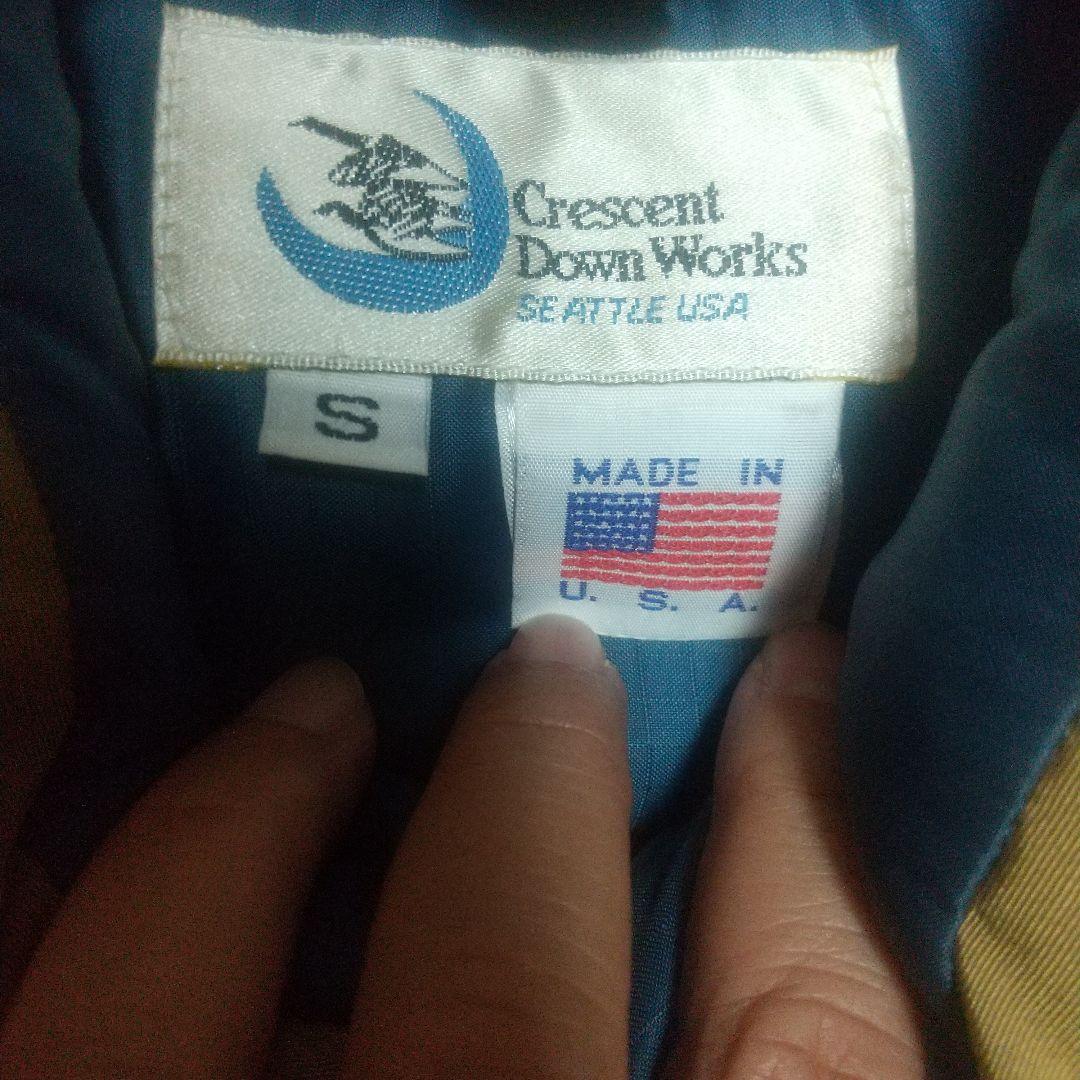 Crescent
Down Works
SEATTLE USA
S
MADE IN
U. S. A.